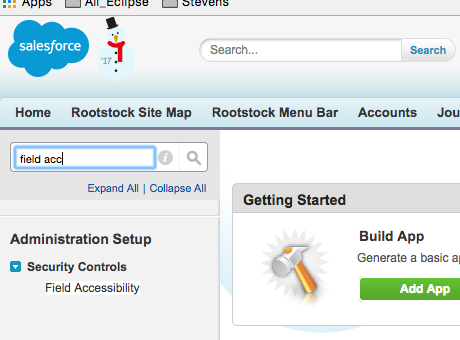 Apps
All_Eclipse
Stevens
salesforce
'17
Search...
Search
Home
Rootstock Site Map
Rootstock Menu Bar
Accounts
Jou
field acc
Expand All | Collapse All
Getting Started
Administration Setup
Build App
Security Controls
Generate a basic a
Field Accessibility
Add App